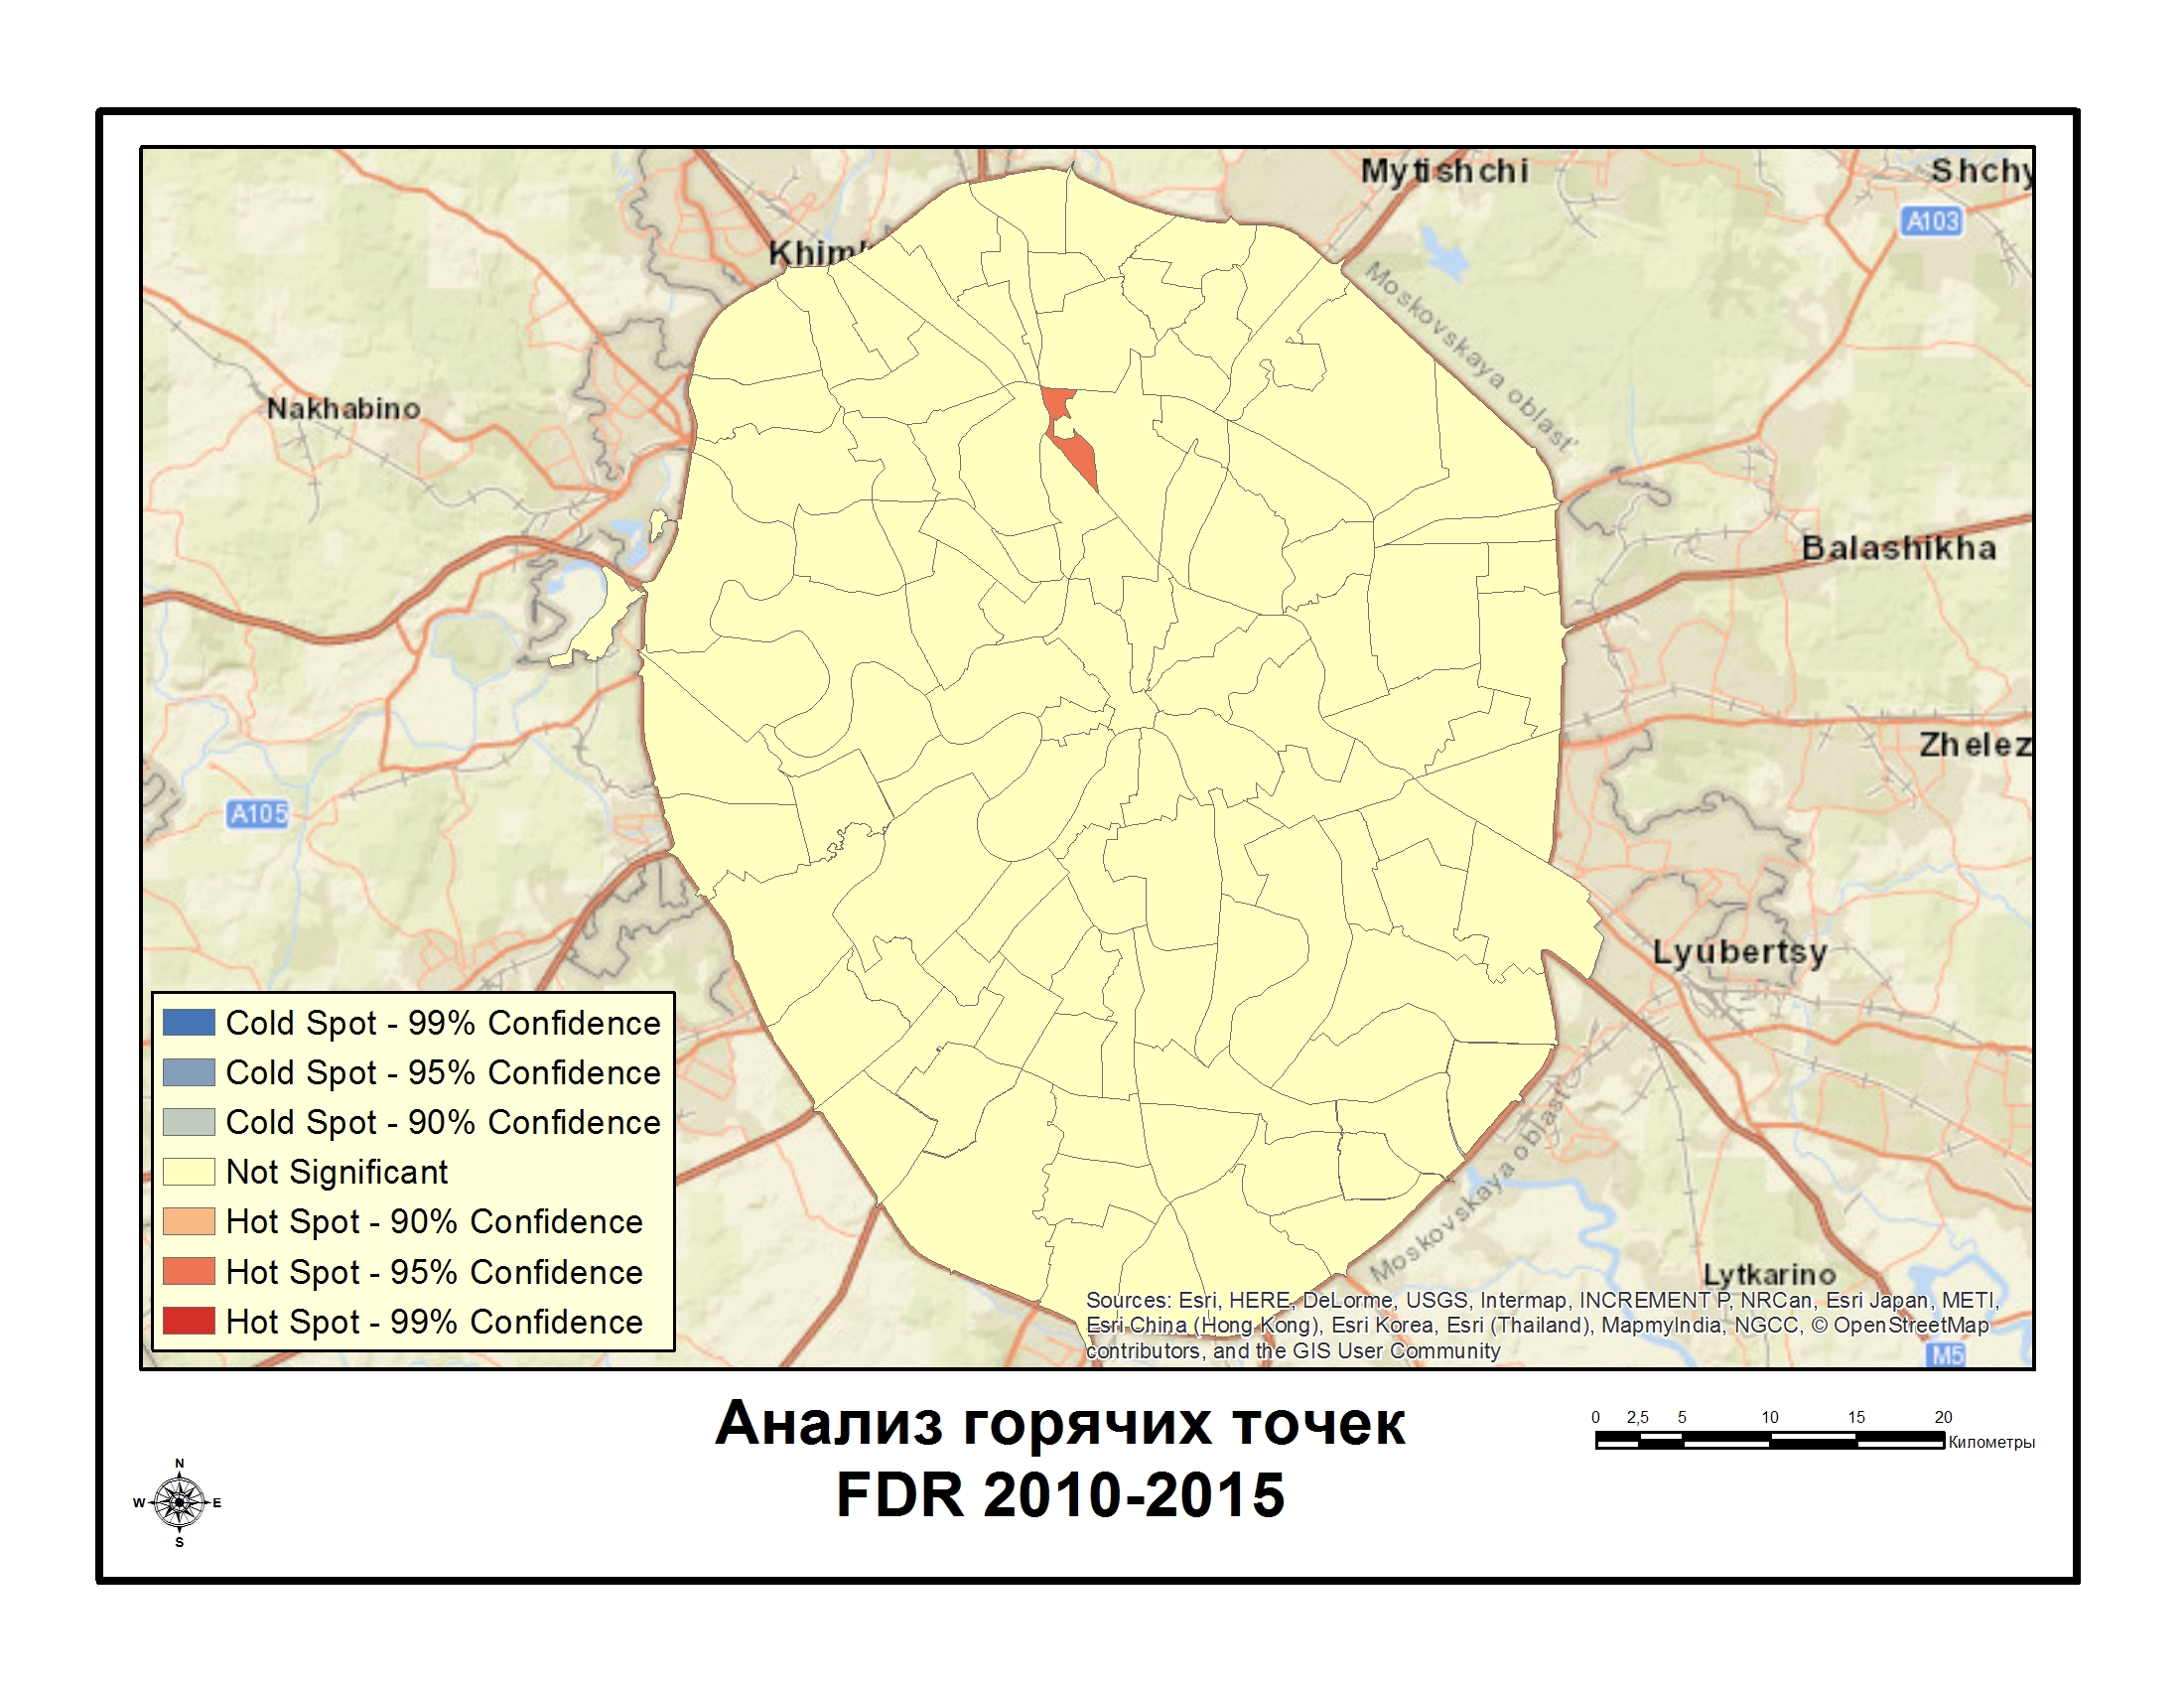 Mytishchi
Shchy
A103
Khim
Moskovskaya oblast'
Nakhabino
Balashikha
Zhelez
A105
Lyubertsy
Cold Spot - 99% Confidence
Cold Spot - 95% Confidence
Cold Spot - 90% Confidence
Not Significant
Hot Spot - 90% Confidence
Hot Spot - 95% Confidence
Hot Spot - 99% Confidence
Moskovskaya oblast'
Lytkarino
Sources: Esri, HERE, DeLorme, USGS, Intermap, INCREMENT P, NRCan, Esri Japan, METI,
Esri China (Hong Kong), Esri Korea, Esri (Thailand), MapmyIndia, NGCC, © OpenStreetMap
contributors, and the GIS User Community
M5
Анализ горячих точек
FDR 2010-2015
0 2,5 5 10 15 20
Километры
N
W E
S